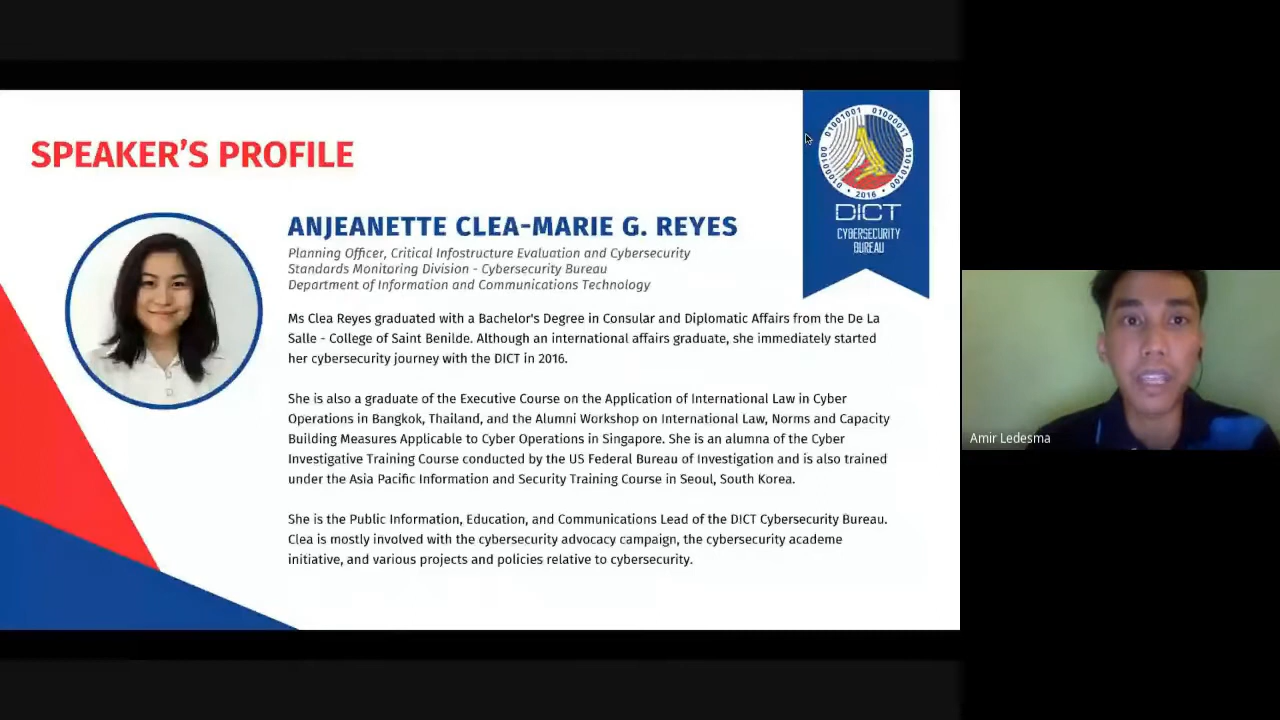 SPEAKER'S PROFILE
ANJEANETTE CLEA-MARIE G. REYES
Planning Officer, Critical Infostructure Evaluation and Cybersecurity
Standards Monitoring Division - Cybersecurity Bureau
Department of Information and Communications Technology
Ms Clea Reyes graduated with a Bachelor's Degree in Consular and Diplomatic Affairs from the De La
Salle - College of Saint Benilde. Although an international affairs graduate, she immediately started
her cybersecurity journey with the DICT in 2016.
She is also a graduate of the Executive Course on the Application of International Law in Cyber
Operations in Bangkok, Thailand, and the Alumni Workshop on International Law, Norms and Capacity
Building Measures Applicable to Cyber Operations in Singapore. She is an alumna of the Cyber
Investigative Training Course conducted by the US Federal Bureau of Investigation and is also trained
under the Asia Pacific Information and Security Training Course in Seoul, South Korea.
She is the Public Information, Education, and Communications Lead of the DICT Cybersecurity Bureau.
Clea is mostly involved with the cybersecurity advocacy campaign, the cybersecurity academe
initiative, and various projects and policies relative to cybersecurity.
01001001 01000011
01010100
2016
DICT
CYBERSECURITY
BUREAU
Amir Ledesma